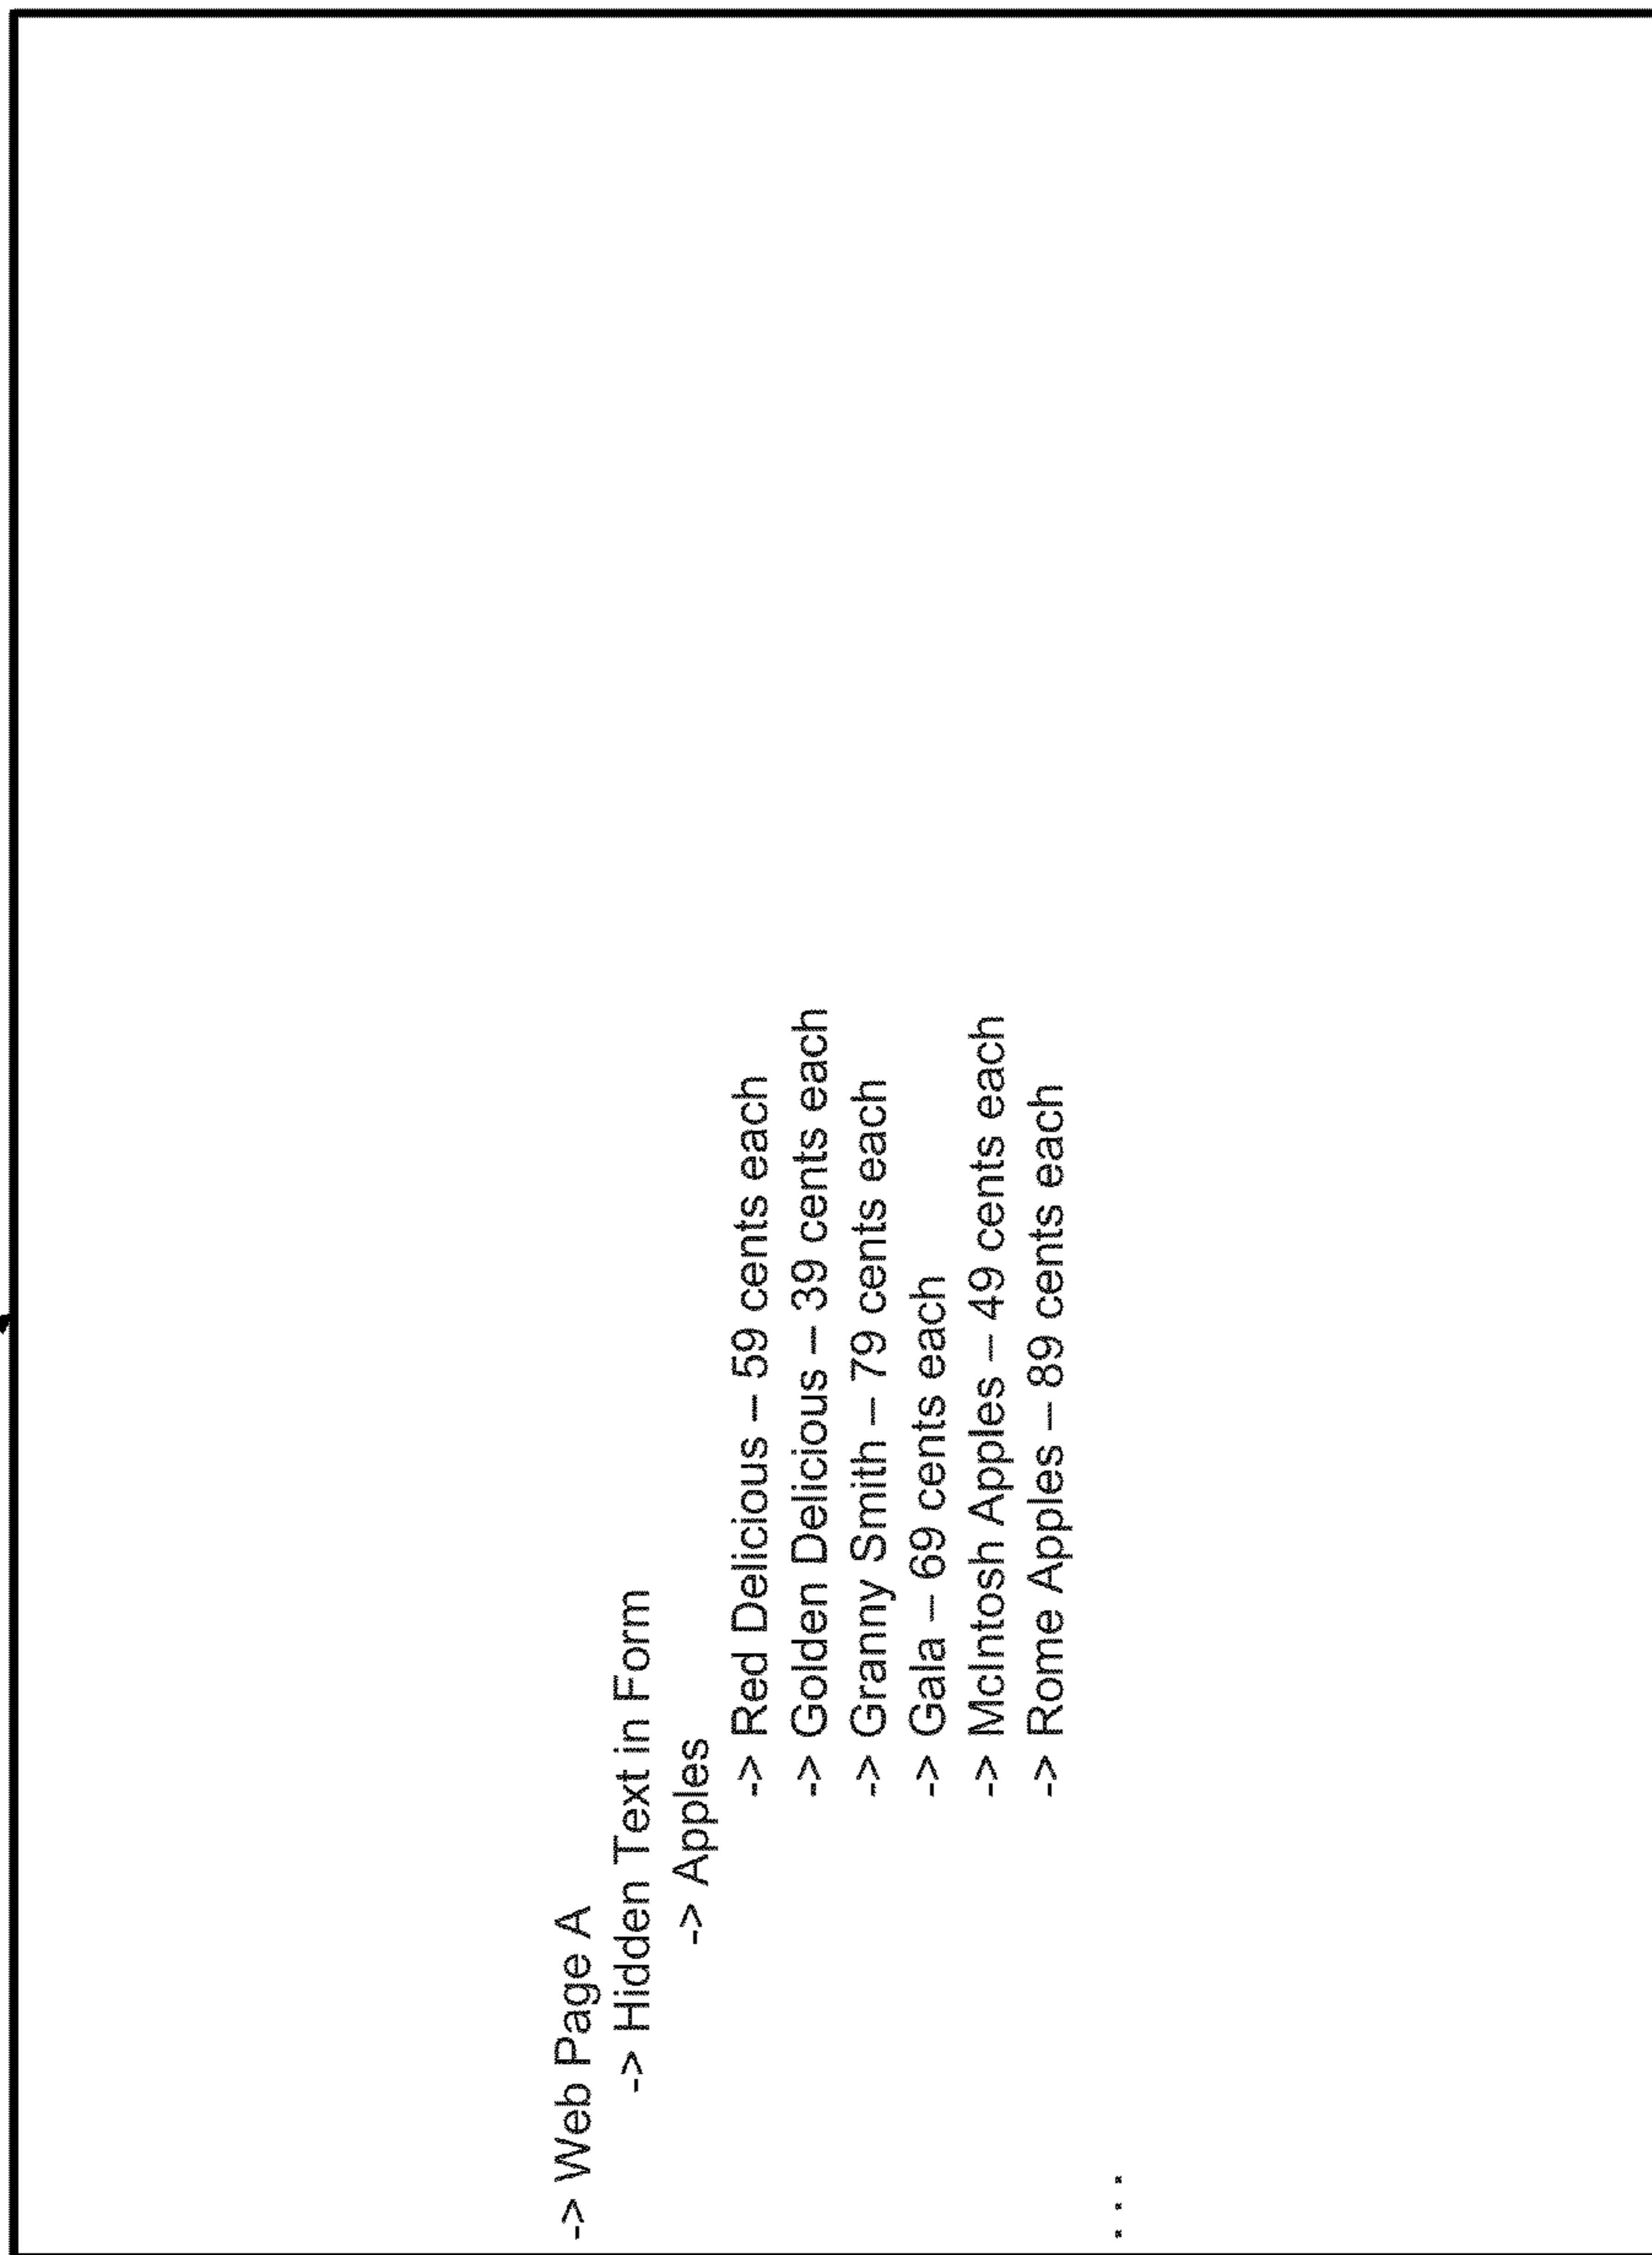 -> Web Page A
-> Hidden Text in Form
-> Apples
-> Red Delicious – 59 cents each
-> Golden Delicious – 39 cents each
-> Granny Smith – 79 cents each
-> Gala – 69 cents each
-> McIntosh Apples – 49 cents each
-> Rome Apples – 89 cents each
...